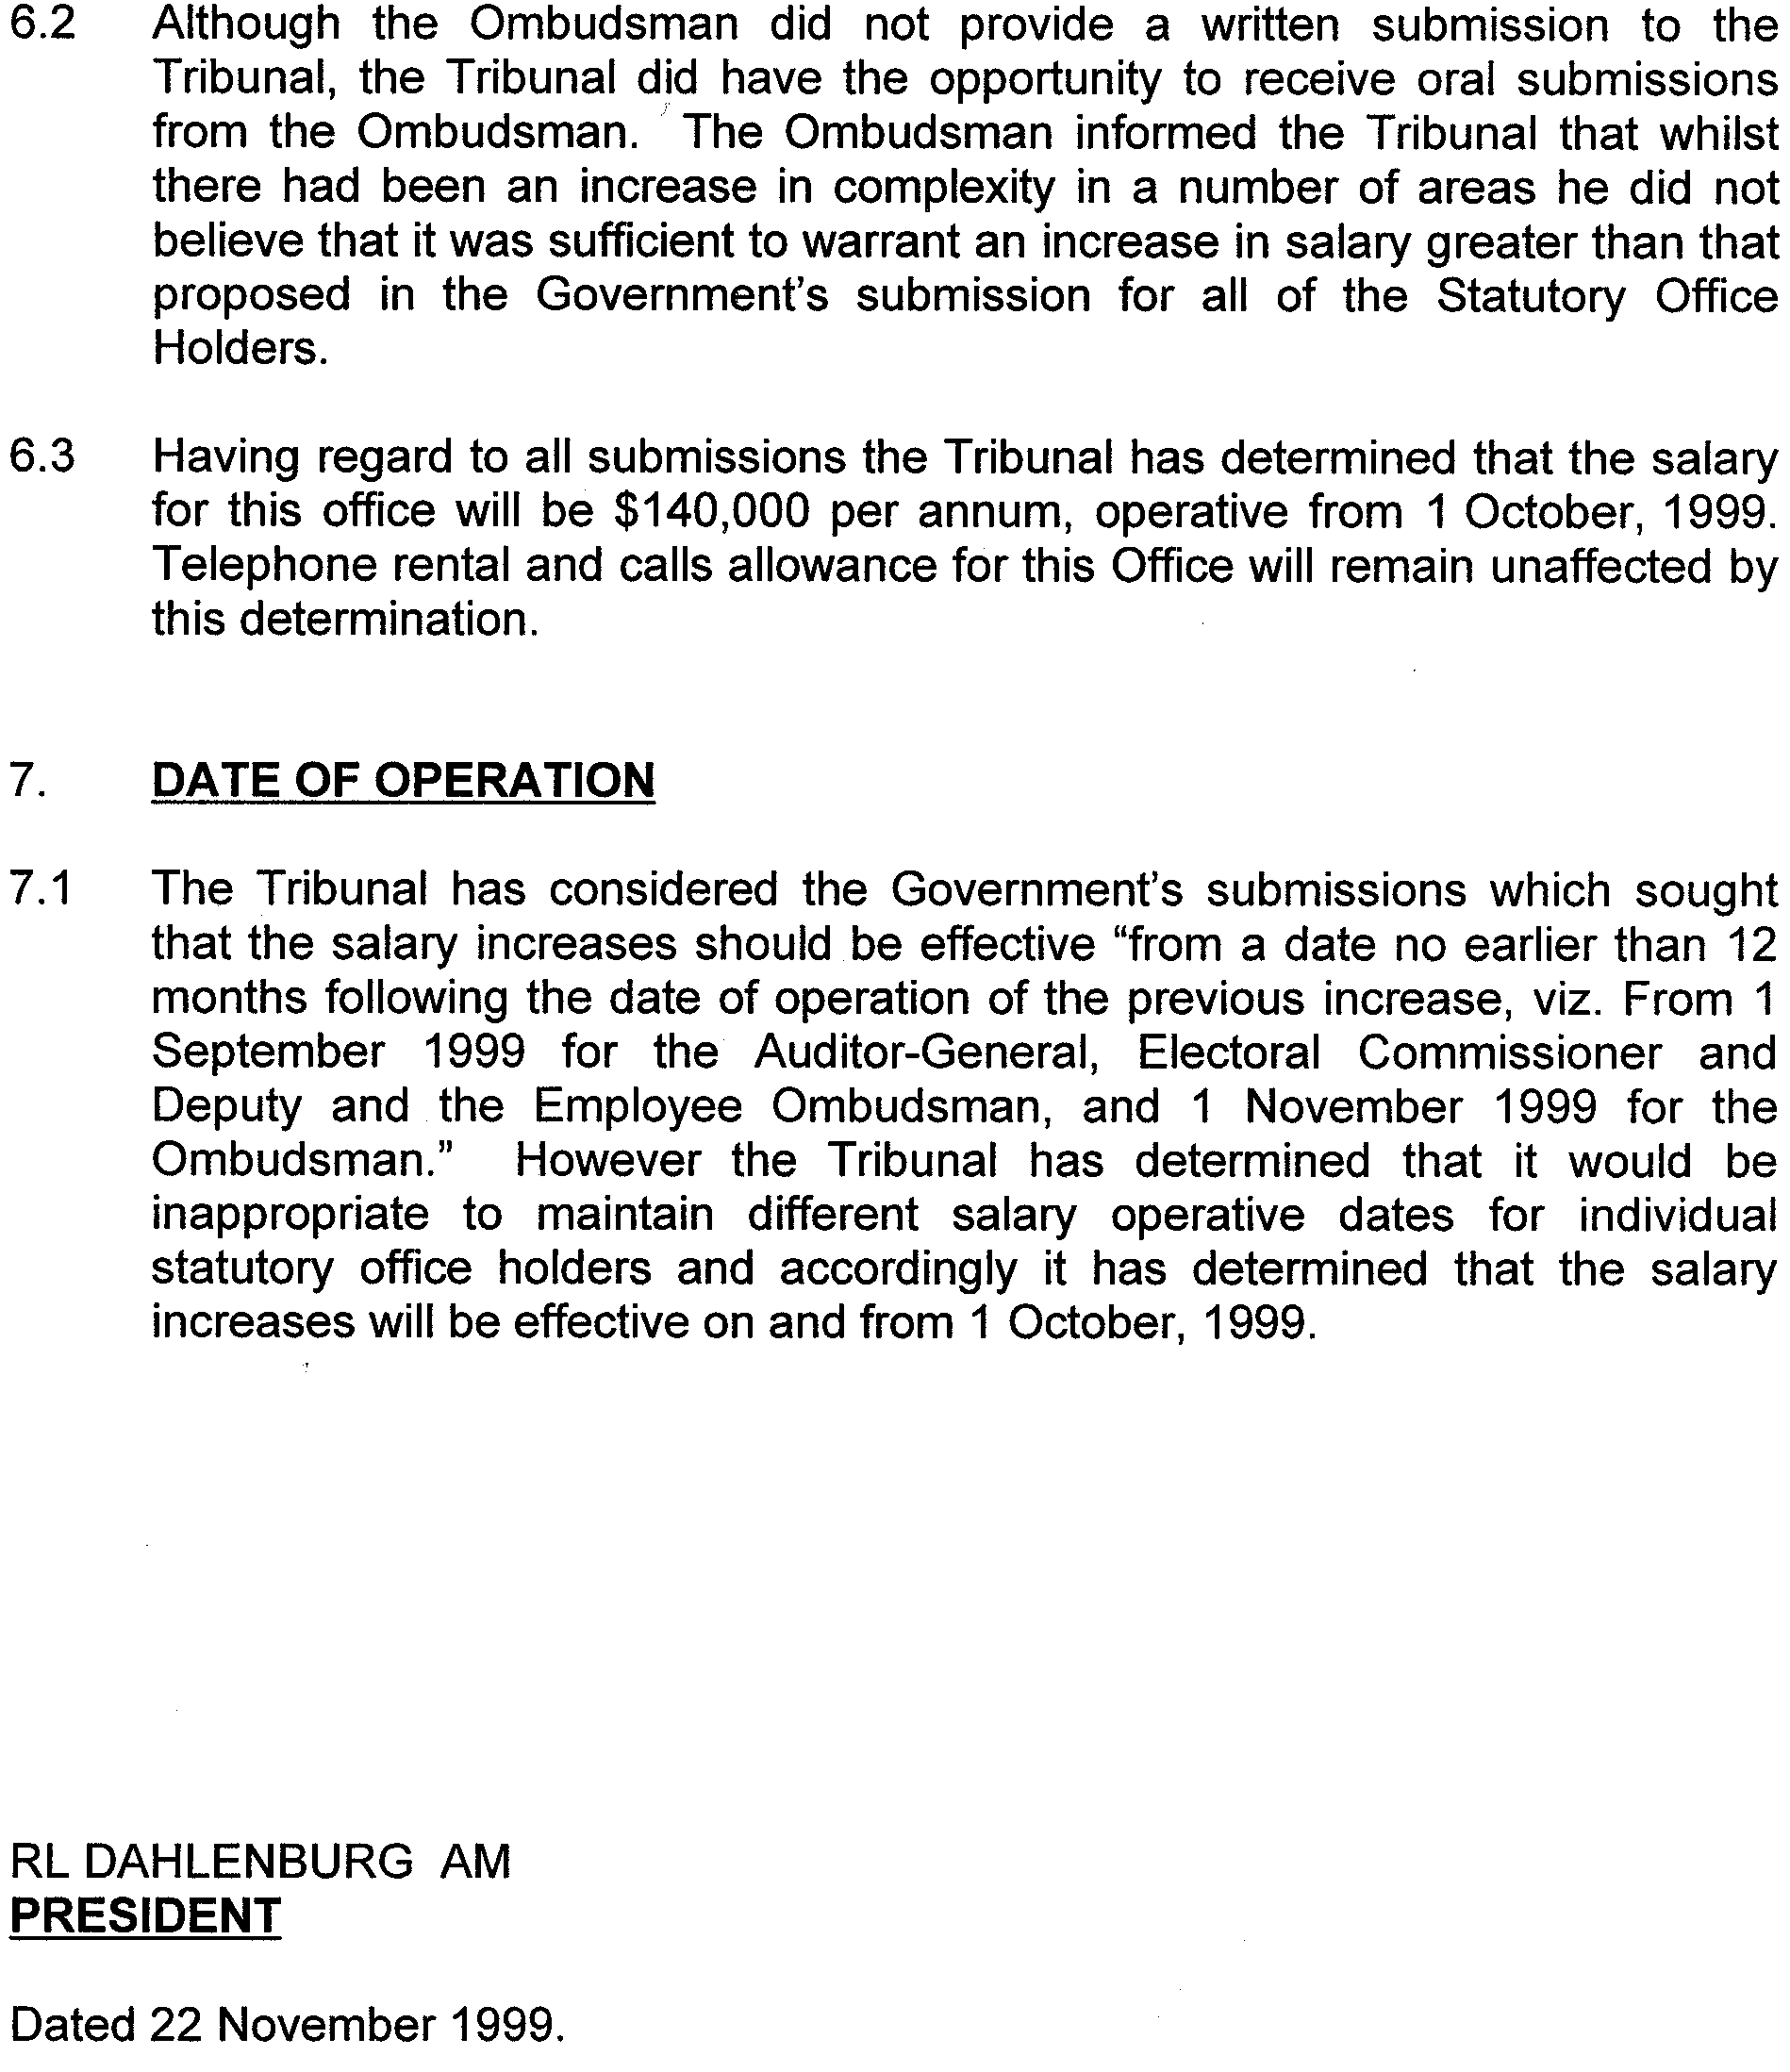 6.2 Although the Ombudsman did not provide a written submission to the
Tribunal, the Tribunal did have the opportunity to receive oral submissions
from the Ombudsman. The Ombudsman informed the Tribunal that whilst
there had been an increase in complexity in a number of areas he did not
believe that it was sufficient to warrant an increase in salary greater than that
proposed in the Government's submission for all of the Statutory Office
Holders.
6.3 Having regard to all submissions the Tribunal has determined that the salary
for this office will be $140,000 per annum, operative from 1 October, 1999.
Telephone rental and calls allowance for this Office will remain unaffected by
this determination.
7. DATE OF OPERATION
7.1 The Tribunal has considered the Government's submissions which sought
that the salary increases should be effective “from a date no earlier than 12
months following the date of operation of the previous increase, viz. From 1
September 1999 for the Auditor-General, Electoral Commissioner and
Deputy and the Employee Ombudsman, and 1 November 1999 for the
Ombudsman.” However the Tribunal has determined that it would be
inappropriate to maintain different salary operative dates for individual
statutory office holders and accordingly it has determined that the salary
increases will be effective on and from 1 October, 1999.
RL DAHLENBURG AM
PRESIDENT
Dated 22 November 1999.